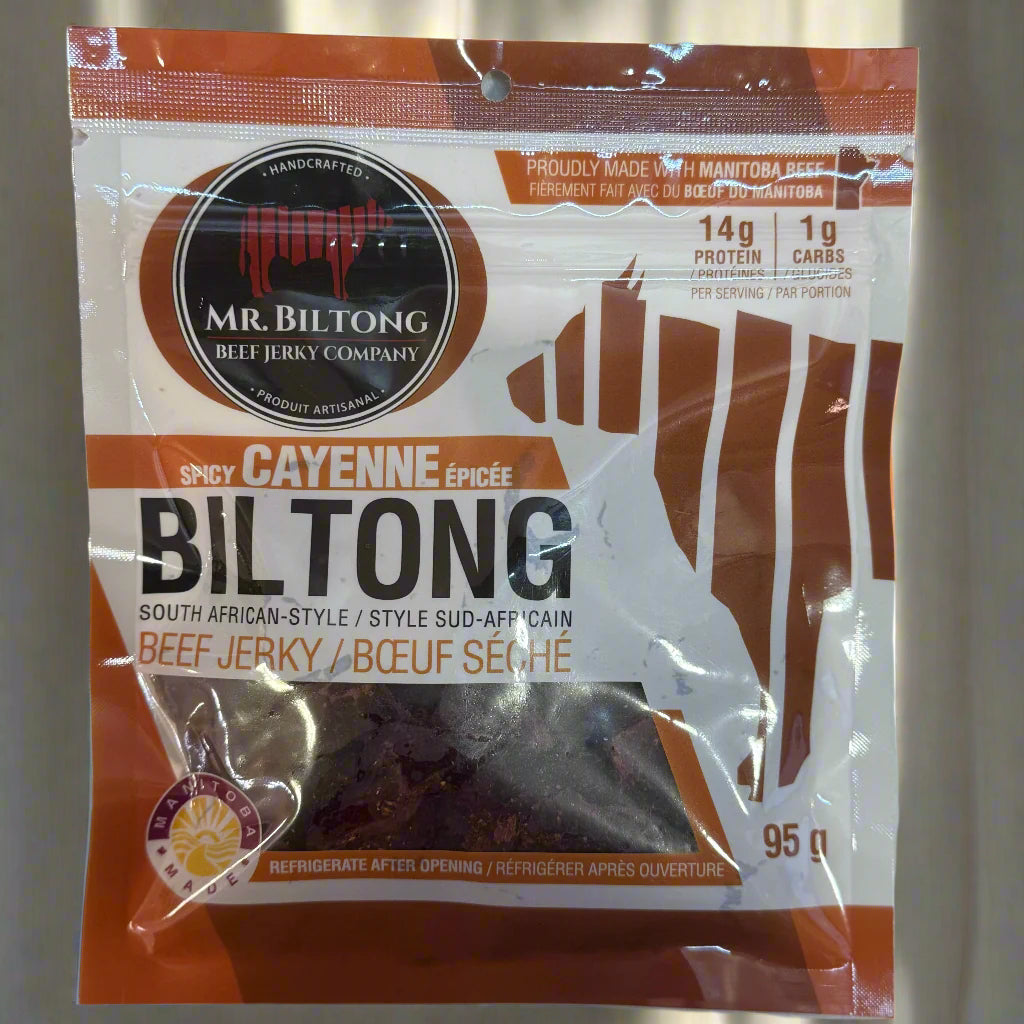 · HANDCRAFTED ·
MR. BILTONG
BEEF JERKY COMPANY
· PRODUIT ARTISANAL ·
PROUDLY MADE WITH MANITOBA BEEF
FIÈREMENT FAIT AVEC DU BŒUF DU MANITOBA
14g 1g
PROTEIN CARBS
/ PROTÉINES / GLUCIDES
PER SERVING / PAR PORTION
SPICY CAYENNE ÉPICÉE
BILTONG
SOUTH AFRICAN-STYLE / STYLE SUD-AFRICAIN
BEEF JERKY / BŒUF SÉCHÉ
MANITOBA
MADE
95 g
REFRIGERATE AFTER OPENING / RÉFRIGÉRER APRÈS OUVERTURE